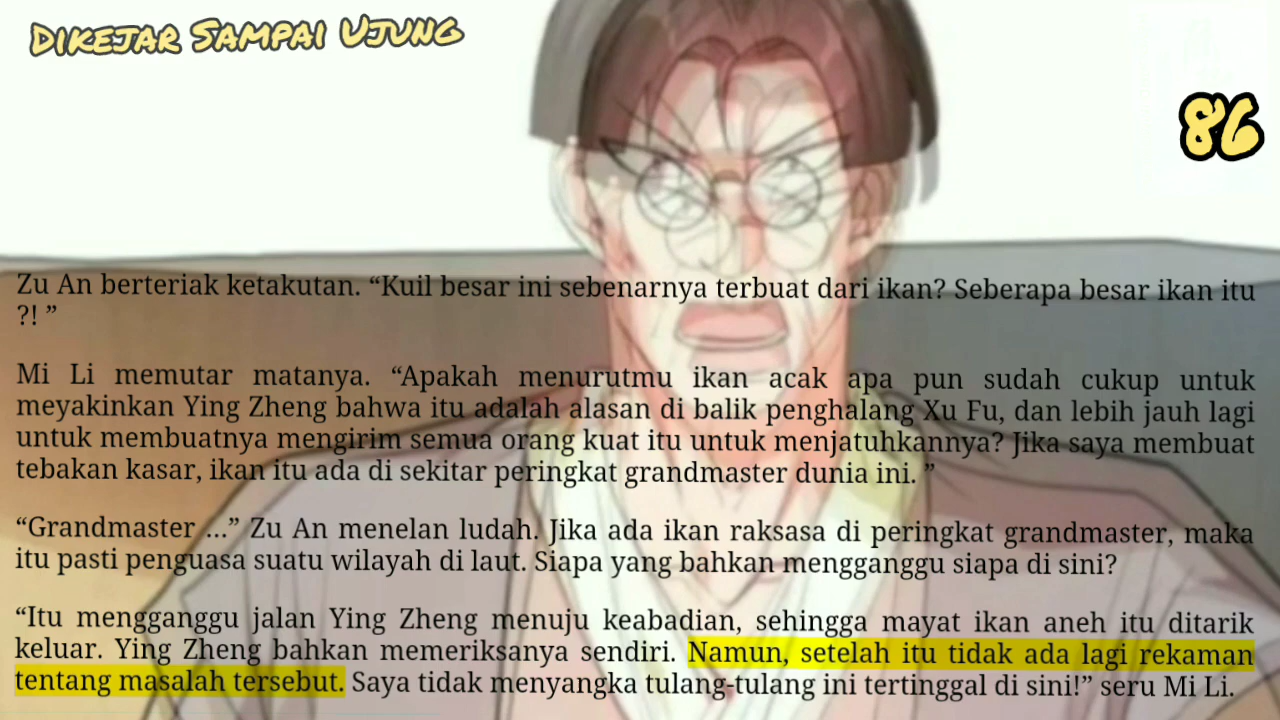 Dikejar Sampai Ujung
86
Zu An berteriak ketakutan. “Kuil besar ini sebenarnya terbuat dari ikan? Seberapa besar ikan itu
?! ”
Mi Li memutar matanya. “Apakah menurutmu ikan acak apa pun sudah cukup untuk
meyakinkan Ying Zheng bahwa itu adalah alasan di balik penghalang Xu Fu, dan lebih jauh lagi
untuk membuatnya mengirim semua orang kuat itu untuk menjatuhkannya? Jika saya membuat
tebakan kasar, ikan itu ada di sekitar peringkat grandmaster dunia ini. ”
“Grandmaster ...” Zu An menelan ludah. Jika ada ikan raksasa di peringkat grandmaster, maka
itu pasti penguasa suatu wilayah di laut. Siapa yang bahkan mengganggu siapa di sini?
“Itu mengganggu jalan Ying Zheng menuju keabadian, sehingga mayat ikan aneh itu ditarik
keluar. Ying Zheng bahkan memeriksanya sendiri. Namun, setelah itu tidak ada lagi rekaman
tentang masalah tersebut. Saya tidak menyangka tulang-tulang ini tertinggal di sini!” seru Mi Li.